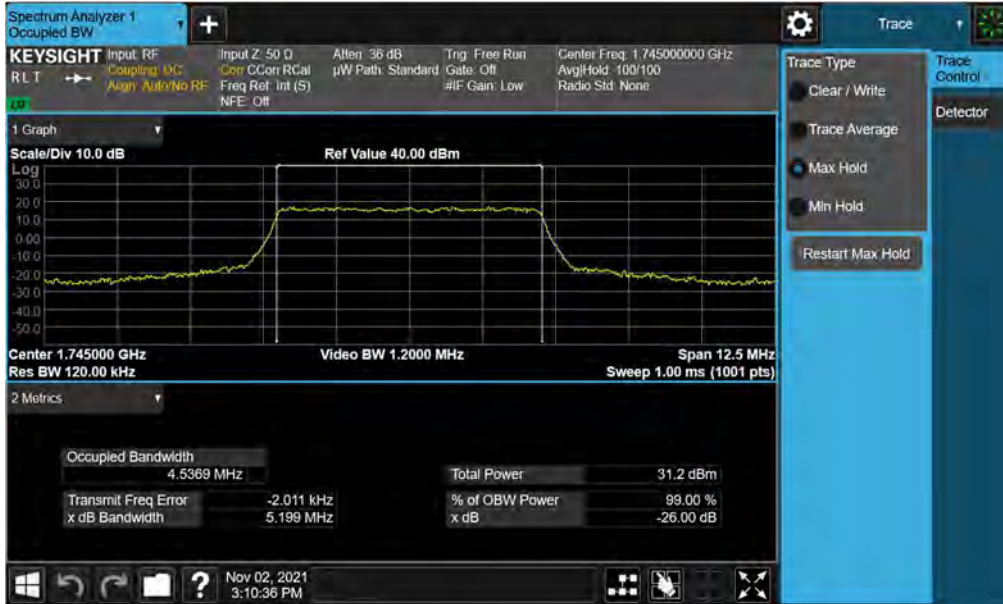 Spectrum Analyzer 1
Occupied BW
+
Trace
KEYSIGHT
Input: RF
Coupling: DC
Align: Auto/No RF
Input Z: 50 Ω
Corr CCorr RCal
Freq Ref: Int (S)
NFE: Off
Atten: 36 dB
µW Path: Standard
Trig: Free Run
Gate: Off
#IF Gain: Low
Center Freq: 1.745000000 GHz
Avg|Hold: 100/100
Radio Std: None
R L T
Trace Type
Clear / Write
Trace Average
Max Hold
Min Hold
Restart Max Hold
Trace
Control
Detector
1 Graph
Scale/Div 10.0 dB
Ref Value 40.00 dBm
Log
30.0
20.0
10.0
0.00
-10.0
-20.0
-30.0
-40.0
-50.0
Center 1.745000 GHz
Video BW 1.2000 MHz
Span 12.5 MHz
Res BW 120.00 kHz
Sweep 1.00 ms (1001 pts)
2 Metrics
Occupied Bandwidth
4.5369 MHz
Total Power 31.2 dBm
Transmit Freq Error -2.011 kHz
% of OBW Power 99.00 %
x dB Bandwidth 5.199 MHz
x dB -26.00 dB
?
Nov 02, 2021
3:10:36 PM